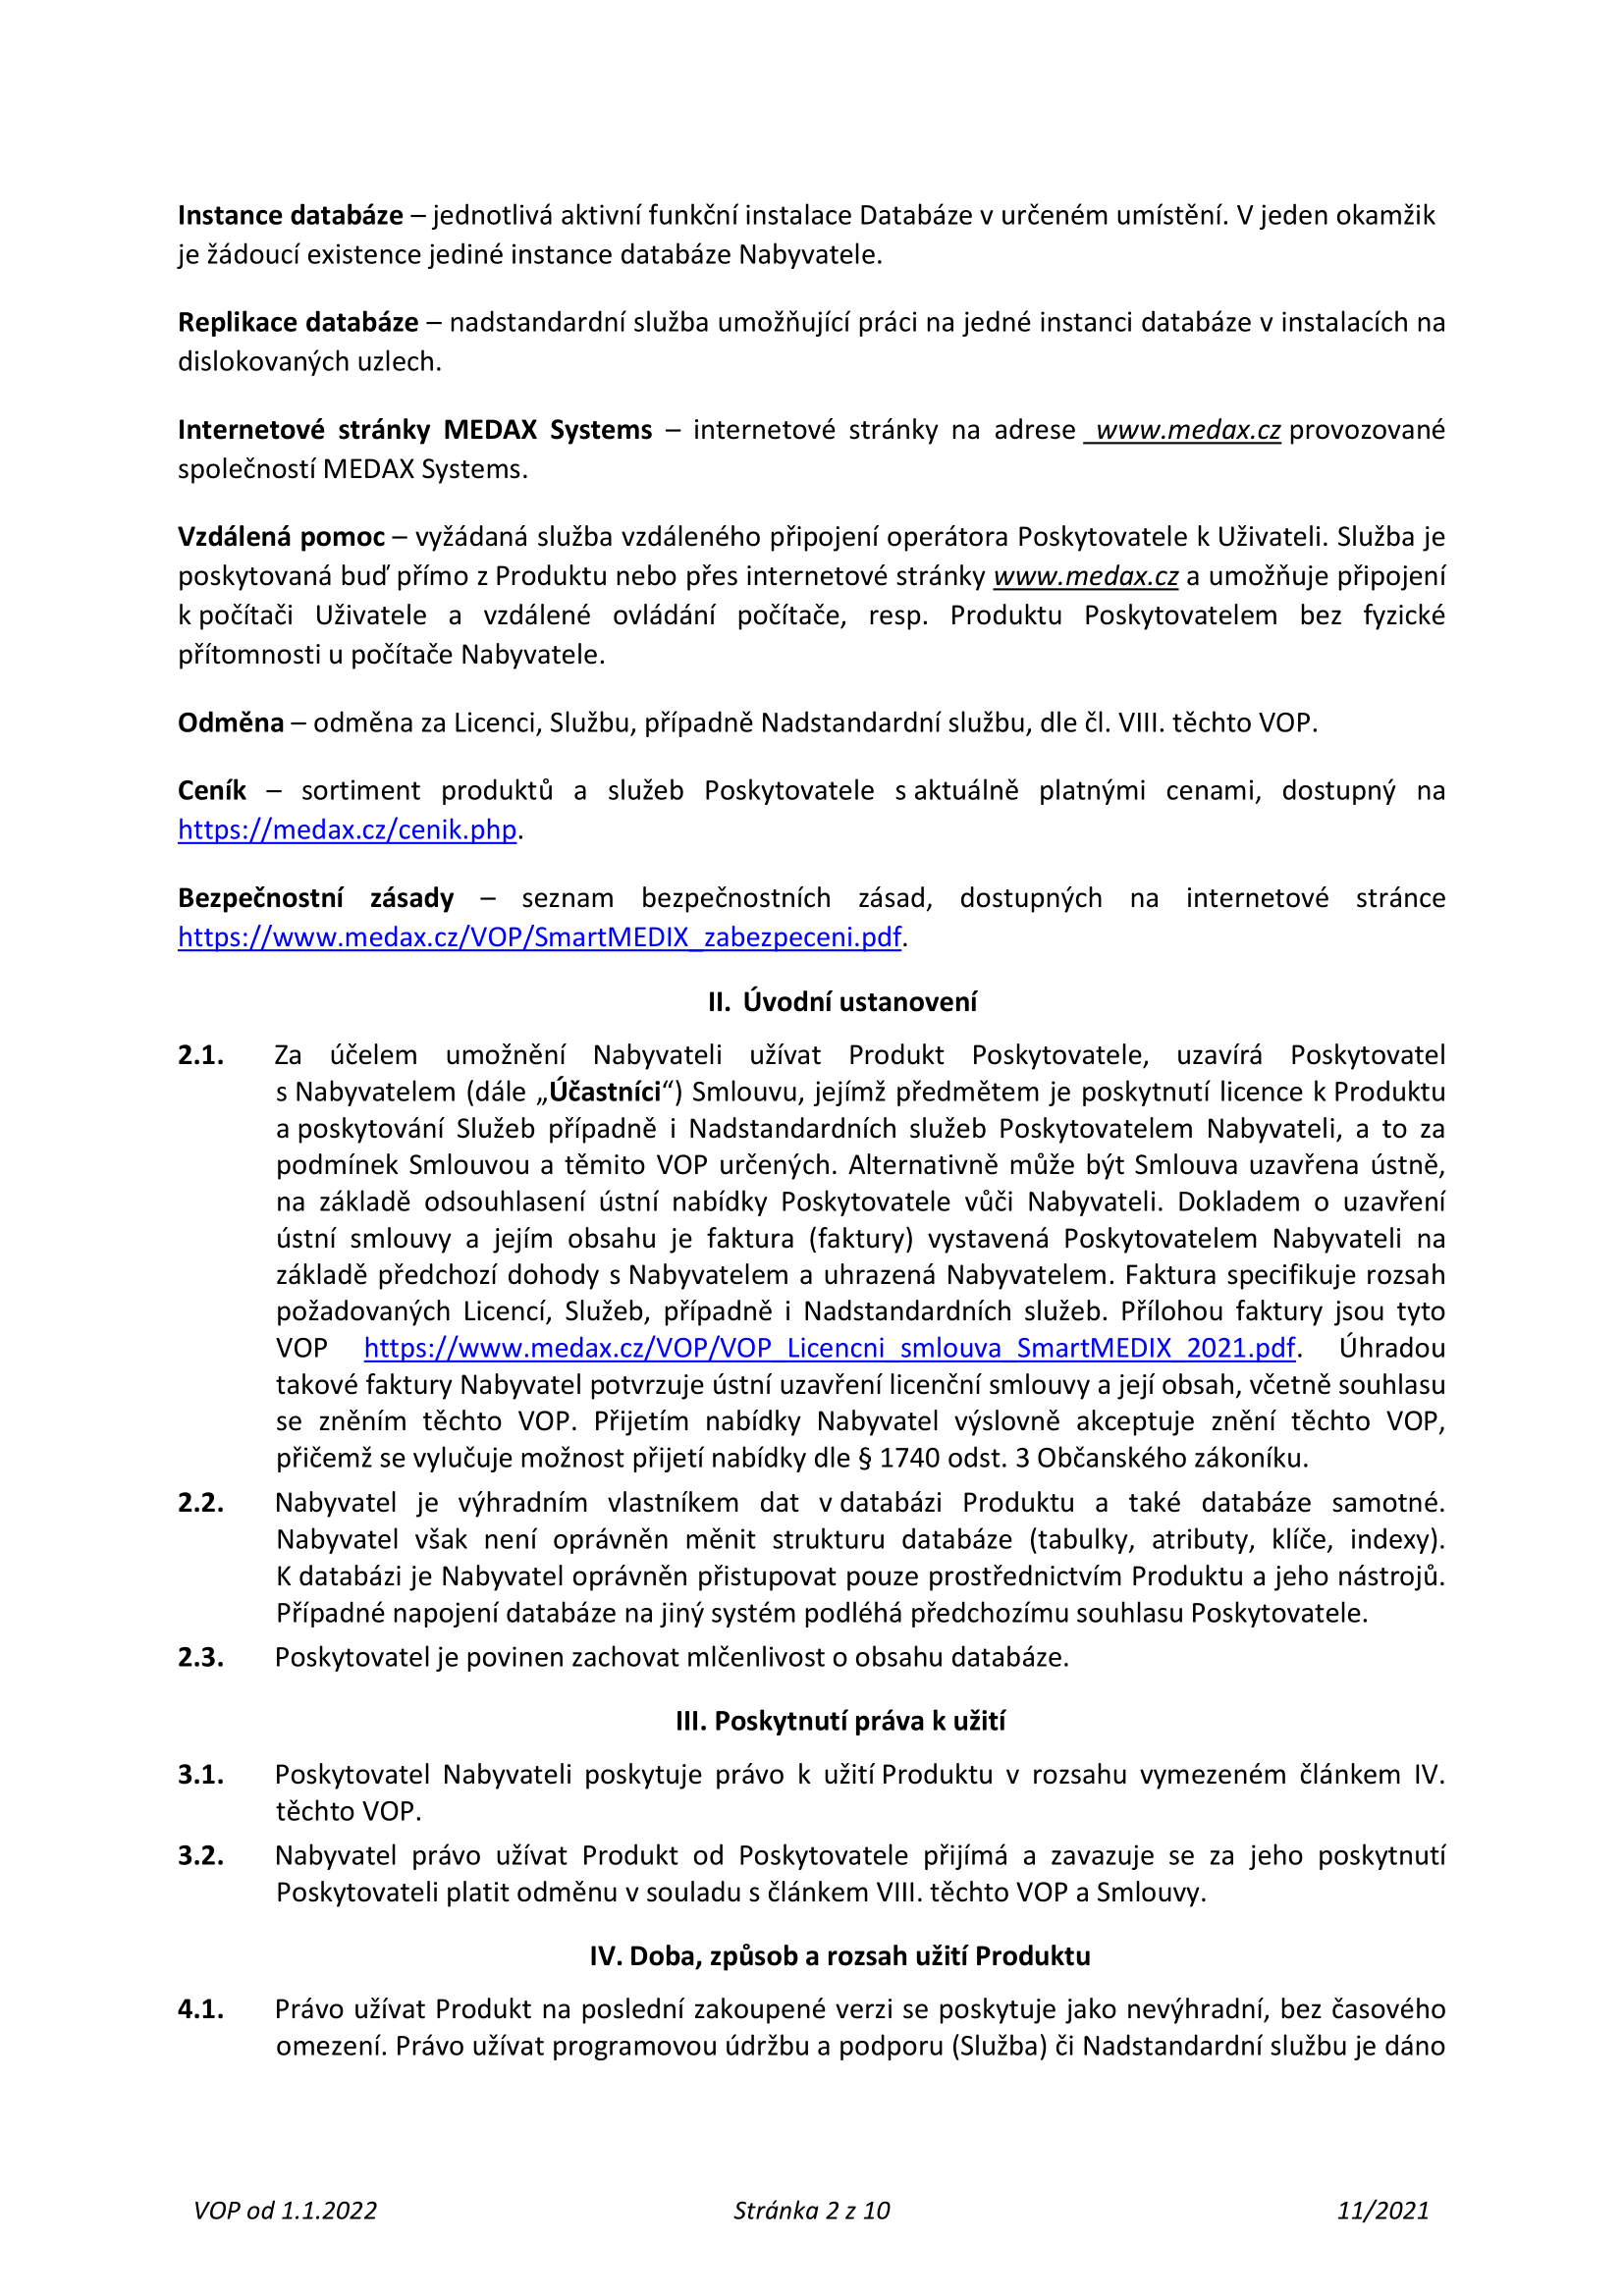 Instance databáze – jednotlivá aktivní funkční instalace Databáze v určeném umístění. V jeden okamžik
je žádoucí existence jediné instance databáze Nabyvatele.
Replikace databáze – nadstandardní služba umožňující práci na jedné instanci databáze v instalacích na
dislokovaných uzlech.
Internetové stránky MEDAX Systems – internetové stránky na adrese www.medax.cz provozované
společností MEDAX Systems.
Vzdálená pomoc – vyžádaná služba vzdáleného připojení operátora Poskytovatele k Uživateli. Služba je
poskytovaná buď přímo z Produktu nebo přes internetové stránky www.medax.cz a umožňuje připojení
k počítači Uživatele a vzdálené ovládání počítače, resp. Produktu Poskytovatelem bez fyzické
přítomnosti u počítače Nabyvatele.
Odměna – odměna za Licenci, Službu, případně Nadstandardní službu, dle čl. VIII. těchto VOP.
Ceník – sortiment produktů a služeb Poskytovatele s aktuálně platnými cenami, dostupný na
https://medax.cz/cenik.php.
Bezpečnostní zásady – seznam bezpečnostních zásad, dostupných na internetové stránce
https://www.medax.cz/VOP/SmartMEDIX_zabezpeceni.pdf.
II. Úvodní ustanovení
2.1. Za účelem umožnění Nabyvateli užívat Produkt Poskytovatele, uzavírá Poskytovatel
s Nabyvatelem (dále „Účastníci“) Smlouvu, jejímž předmětem je poskytnutí licence k Produktu
a poskytování Služeb případně i Nadstandardních služeb Poskytovatelem Nabyvateli, a to za
podmínek Smlouvou a těmito VOP určených. Alternativně může být Smlouva uzavřena ústně,
na základě odsouhlasení ústní nabídky Poskytovatele vůči Nabyvateli. Dokladem o uzavření
ústní smlouvy a jejím obsahu je faktura (faktury) vystavená Poskytovatelem Nabyvateli na
základě předchozí dohody s Nabyvatelem a uhrazená Nabyvatelem. Faktura specifikuje rozsah
požadovaných Licencí, Služeb, případně i Nadstandardních služeb. Přílohou faktury jsou tyto
VOP https://www.medax.cz/VOP/VOP_Licencni_smlouva_SmartMEDIX_2021.pdf. Úhradou
takové faktury Nabyvatel potvrzuje ústní uzavření licenční smlouvy a její obsah, včetně souhlasu
se zněním těchto VOP. Přijetím nabídky Nabyvatel výslovně akceptuje znění těchto VOP,
přičemž se vylučuje možnost přijetí nabídky dle § 1740 odst. 3 Občanského zákoníku.
2.2. Nabyvatel je výhradním vlastníkem dat v databázi Produktu a také databáze samotné.
Nabyvatel však není oprávněn měnit strukturu databáze (tabulky, atributy, klíče, indexy).
K databázi je Nabyvatel oprávněn přistupovat pouze prostřednictvím Produktu a jeho nástrojů.
Případné napojení databáze na jiný systém podléhá předchozímu souhlasu Poskytovatele.
2.3. Poskytovatel je povinen zachovat mlčenlivost o obsahu databáze.
III. Poskytnutí práva k užití
3.1. Poskytovatel Nabyvateli poskytuje právo k užití Produktu v rozsahu vymezeném článkem IV.
těchto VOP.
3.2. Nabyvatel právo užívat Produkt od Poskytovatele přijímá a zavazuje se za jeho poskytnutí
Poskytovateli platit odměnu v souladu s článkem VIII. těchto VOP a Smlouvy.
IV. Doba, způsob a rozsah užití Produktu
4.1. Právo užívat Produkt na poslední zakoupené verzi se poskytuje jako nevýhradní, bez časového
omezení. Právo užívat programovou údržbu a podporu (Služba) či Nadstandardní službu je dáno
VOP od 1.1.2022 Stránka 2 z 10 11/2021